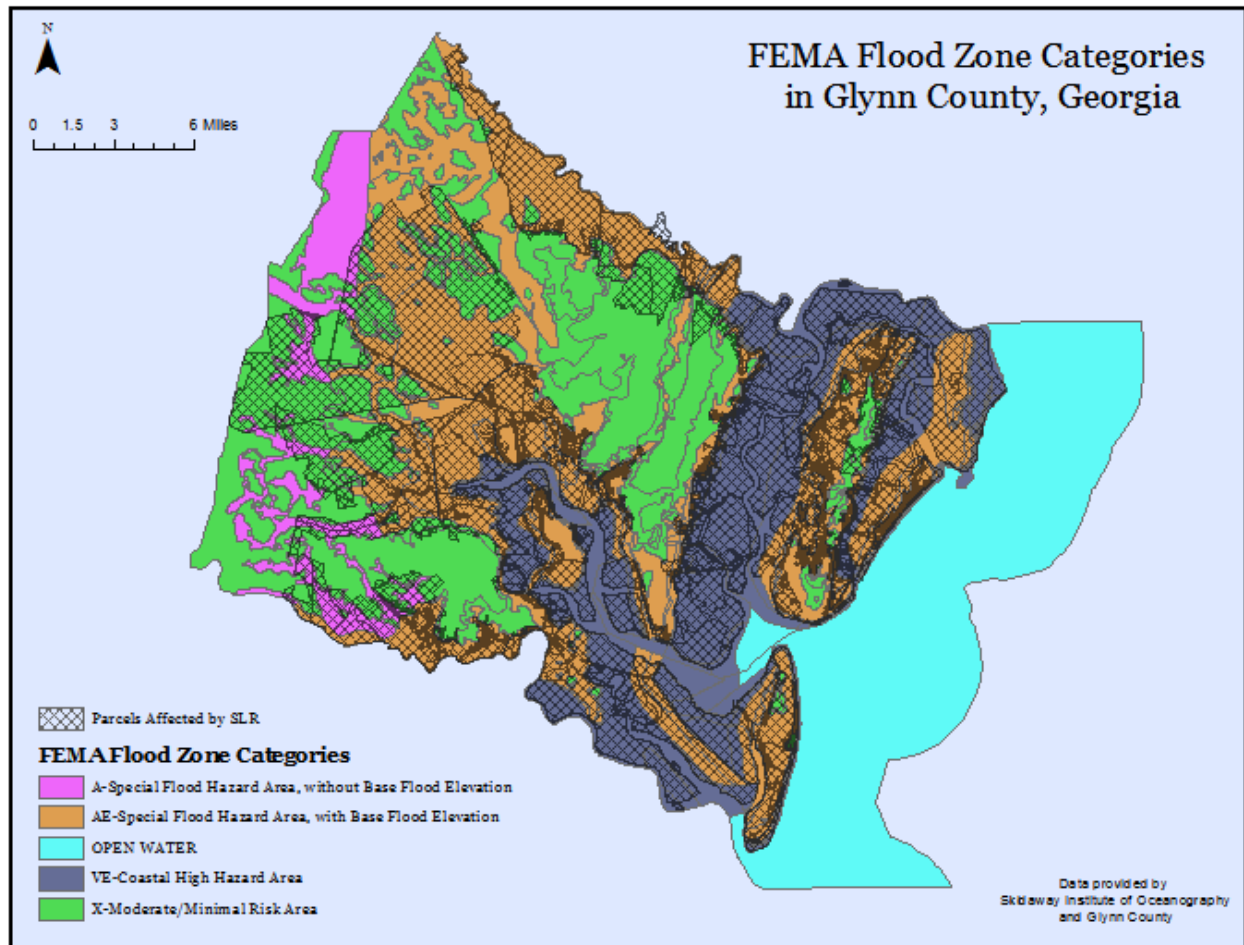 N
FEMA Flood Zone Categories
in Glynn County, Georgia
0 1.5 3 6 Miles
Parcels Affected by SLR
FEMA Flood Zone Categories
A-Special Flood Hazard Area, without Base Flood Elevation
AE-Special Flood Hazard Area, with Base Flood Elevation
OPEN WATER
VE-Coastal High Hazard Area
X-Moderate/Minimal Risk Area
Data provided by
Skidaway Institute of Oceanography
and Glynn County